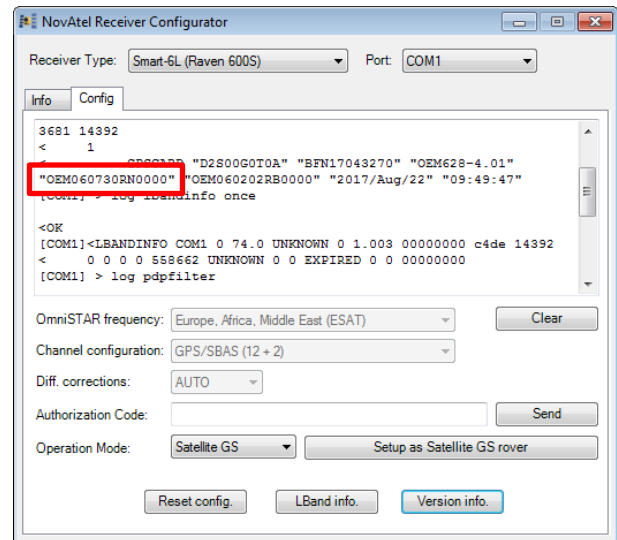 NovAtel Receiver Configurator
Receiver Type: Smart-6L (Raven 600S) Port: COM1
Info Config
3681 14392
< 1
< GPSCARD "D2S00G0T0A" "BFN17043270" "OEM628-4.01"
"OEM060730RN0000" "OEM060202RB0000" "2017/Aug/22" "09:49:47"
[COM1] > log lbandinfo once
<OK
[COM1]<LBANDINFO COM1 0 74.0 UNKNOWN 0 1.003 00000000 c4de 14392
< 0 0 0 0 558662 UNKNOWN 0 0 EXPIRED 0 0 00000000
[COM1] > log pdpfilter
OmniSTAR frequency: Europe, Africa, Middle East (ESAT) Clear
Channel configuration: GPS/SBAS (12 + 2)
Diff. corrections: AUTO
Authorization Code: Send
Operation Mode: Satellite GS Setup as Satellite GS rover
Reset config. LBand info. Version info.